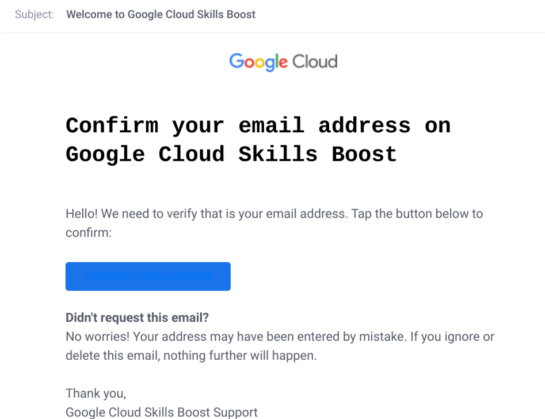 Subject: Welcome to Google Cloud Skills Boost
Google Cloud
Confirm your email address on
Google Cloud Skills Boost
Hello! We need to verify that is your email address. Tap the button below to
confirm:
Didn't request this email?
No worries! Your address may have been entered by mistake. If you ignore or
delete this email, nothing further will happen.
Thank you,
Google Cloud Skills Boost Support